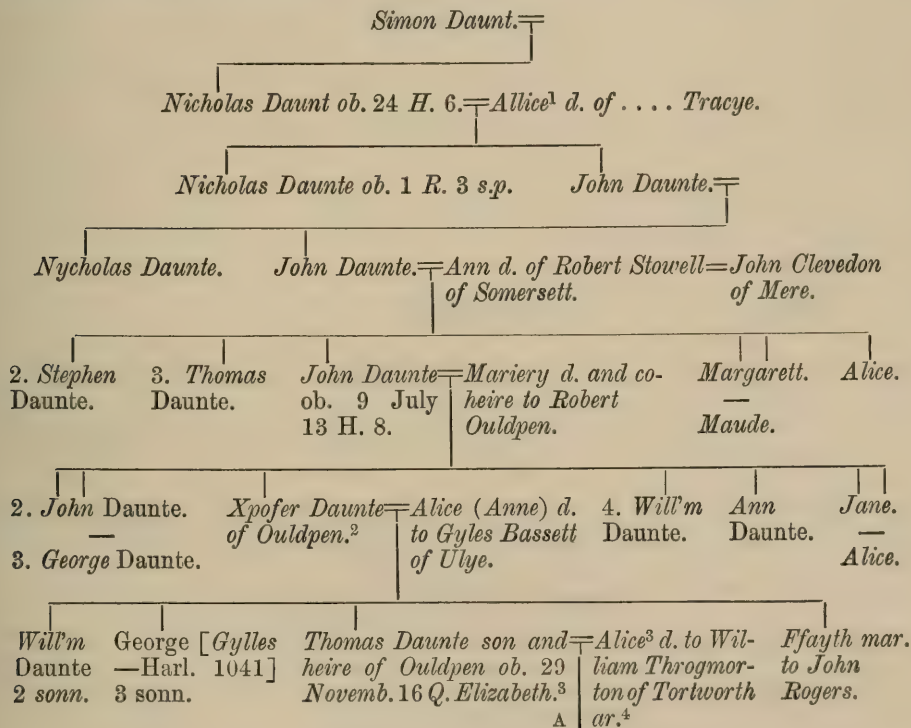 Simon Daunt.
Nicholas Daunt ob. 24 H. 6.=Allice¹ d. of .... Tracye.
Nicholas Daunte ob. 1 R. 3 s.p. John Daunte.
Nycholas Daunte. John Daunte.=Ann d. of Robert Stowell=John Clevedon
of Somersett. of Mere.
2. Stephen 3. Thomas John Daunte=Mariery d. and co- Margarett. Alice.
Daunte. Daunte. ob. 9 July heire to Robert —
13 H. 8. Ouldpen. Maude.
2. John Daunte. Xpofer Daunte=Alice (Anne) d. 4. Will'm Ann Jane.
— of Ouldpen.² to Gyles Bassett Daunte. Daunte. —
3. George Daunte. of Ulye. Alice.
Will'm George [Gylles Thomas Daunte son and=Alice³ d. to Wil- Ffayth mar.
Daunte —Harl. 1041] heire of Ouldpen ob. 29 liam Throgmor- to John
2 sonn. 3 sonn. Novemb. 16 Q. Elizabeth.³ ton of Tortworth Rogers.
A ar.⁴